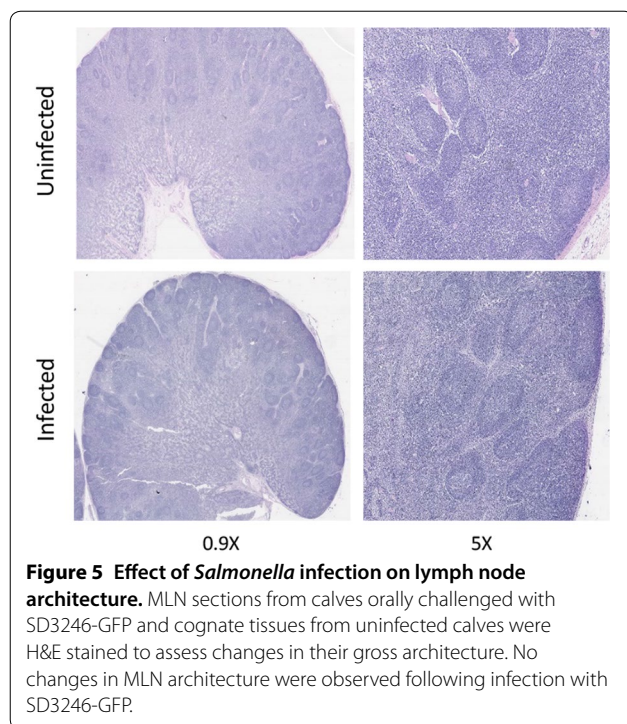 Uninfected
Infected
0.9X
5X
Figure 5 Effect of Salmonella infection on lymph node
architecture. MLN sections from calves orally challenged with
SD3246-GFP and cognate tissues from uninfected calves were
H&E stained to assess changes in their gross architecture. No
changes in MLN architecture were observed following infection with
SD3246-GFP.